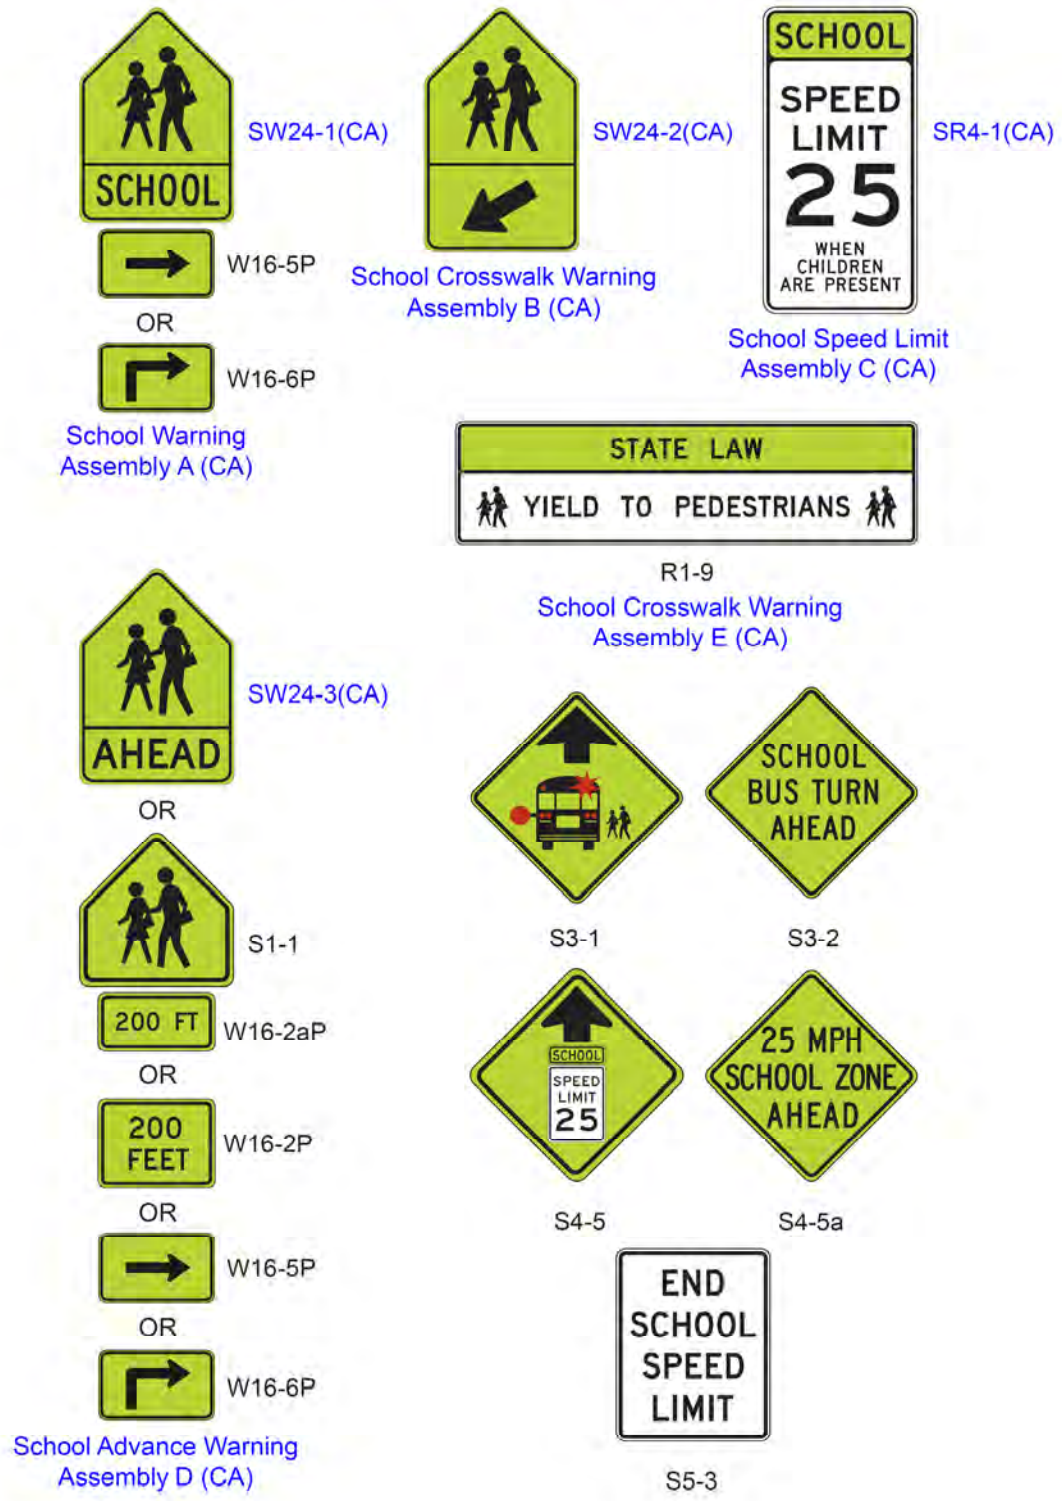 SCHOOL
SW24-1(CA)
W16-5P
OR
W16-6P
School Warning
Assembly A (CA)
SW24-2(CA)
School Crosswalk Warning
Assembly B (CA)
SCHOOL
SPEED
LIMIT
25
WHEN
CHILDREN
ARE PRESENT
SR4-1(CA)
School Speed Limit
Assembly C (CA)
STATE LAW
YIELD TO PEDESTRIANS
R1-9
School Crosswalk Warning
Assembly E (CA)
SW24-3(CA)
AHEAD
OR
S1-1
200 FT
W16-2aP
OR
200
FEET
W16-2P
OR
W16-5P
OR
W16-6P
School Advance Warning
Assembly D (CA)
S3-1
SCHOOL
BUS TURN
AHEAD
S3-2
SCHOOL
SPEED
LIMIT
25
S4-5
25 MPH
SCHOOL ZONE
AHEAD
S4-5a
END
SCHOOL
SPEED
LIMIT
S5-3